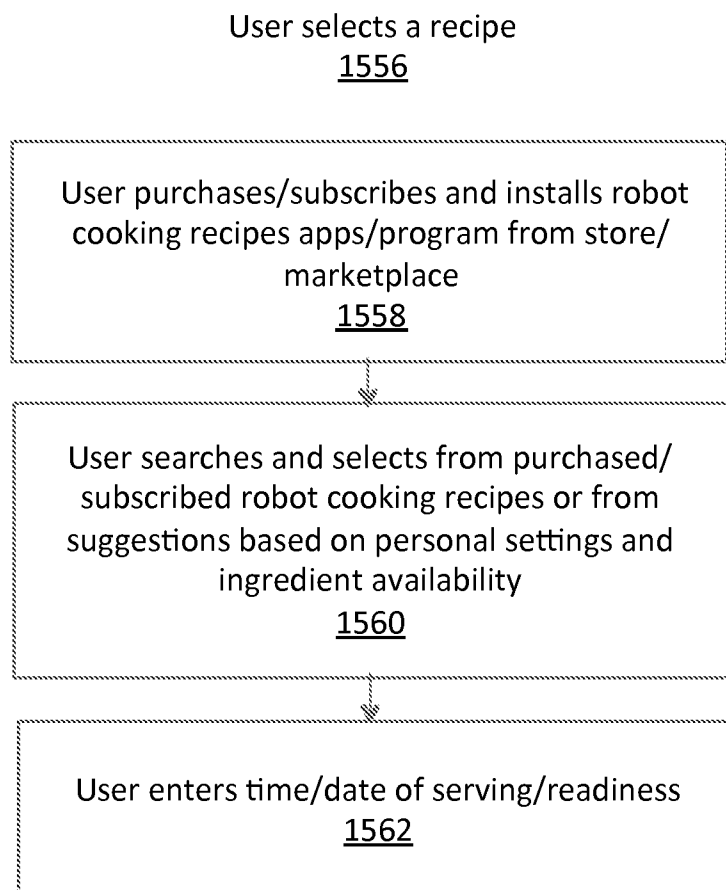 User selects a recipe
1556
User purchases/subscribes and installs robot
cooking recipes apps/program from store/
marketplace
1558
User searches and selects from purchased/
subscribed robot cooking recipes or from
suggestions based on personal settings and
ingredient availability
1560
User enters time/date of serving/readiness
1562